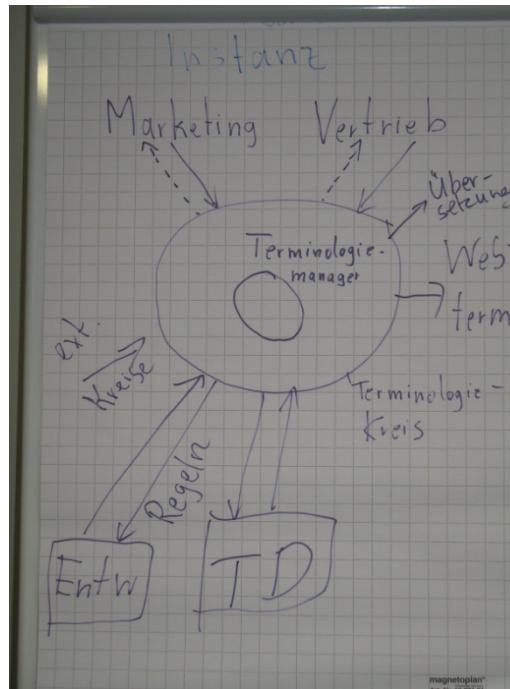 Instanz
Marketing Vertrieb
Über-
setzung
Terminologie-
manager
Web
term
ext.
Kreise
Terminologie-
Kreis
Regeln
Entw
TD
magnetoplan®